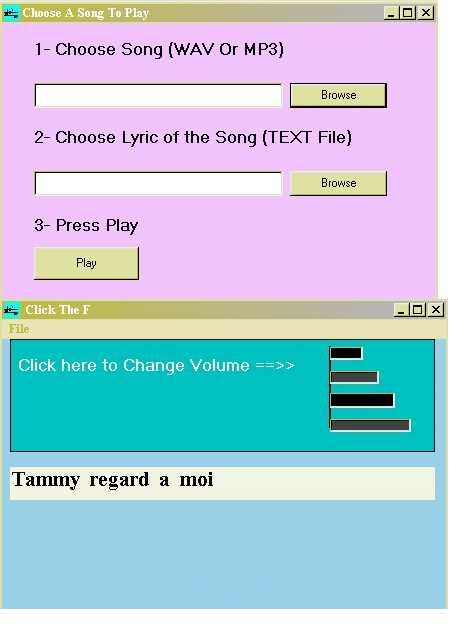 Choose A Song To Play
1- Choose Song (WAV Or MP3)
Browse
2- Choose Lyric of the Song (TEXT File)
Browse
3- Press Play
Play
Click The F
File
Click here to Change Volume ==>>
Tammy regard a moi